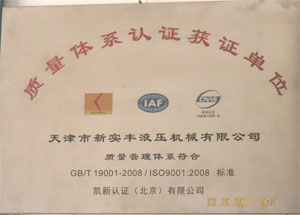 质量体系认证获证单位
IAF
CNAS
天津市新实丰液压机械有限公司
质量管理体系符合
GB/T 19001-2008 / ISO9001:2008 标准
凯新认证（北京）有限公司